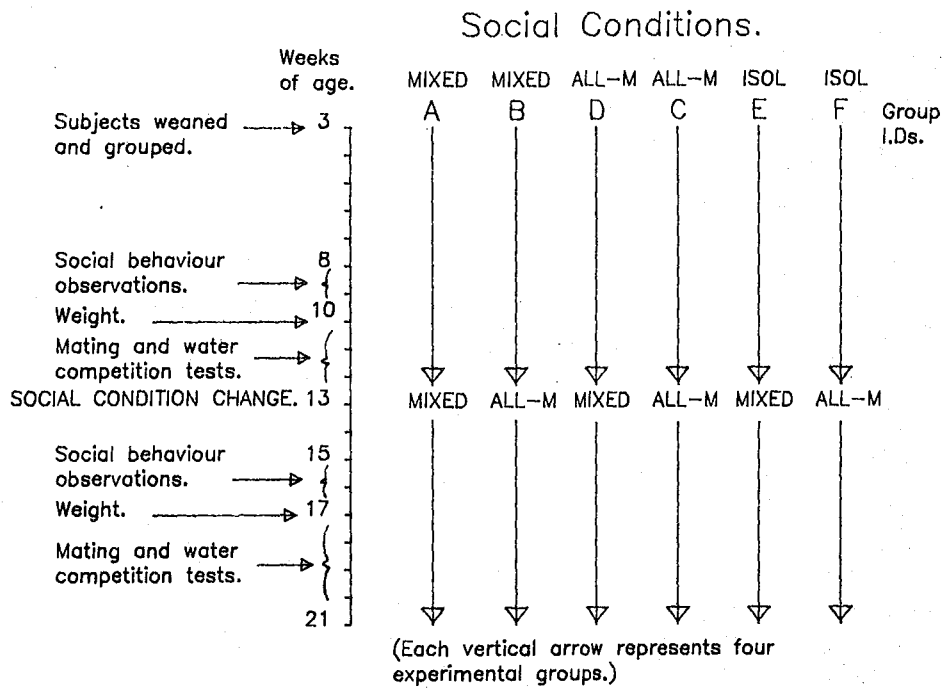 Social Conditions.
Weeks
of age.
MIXED MIXED ALL-M ALL-M ISOL ISOL
A B D C E F Group
I.Ds.
Subjects weaned 3
and grouped.
Social behaviour 8
observations.
Weight. 10
Mating and water
competition tests.
SOCIAL CONDITION CHANGE. 13 MIXED ALL-M MIXED ALL-M MIXED ALL-M
Social behaviour 15
observations.
Weight. 17
Mating and water
competition tests.
21
(Each vertical arrow represents four
experimental groups.)